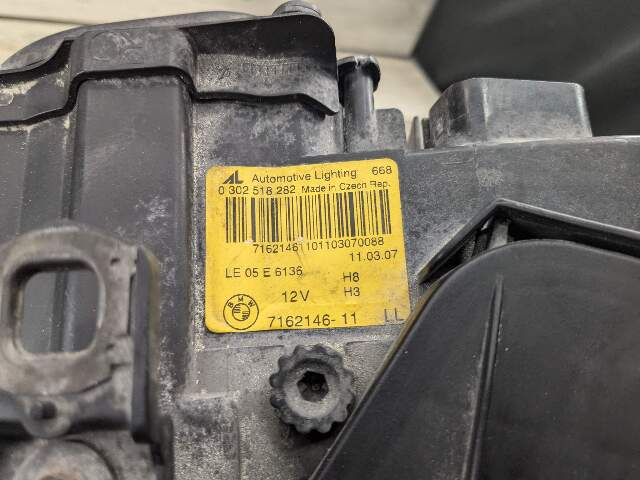 AL Automotive Lighting 668
0 302 518 282 Made in Czech Rep.
71621461101103070088
11.03.07
LE 05 E 6136 H8
12V H3
BMW 7162146-11 LL